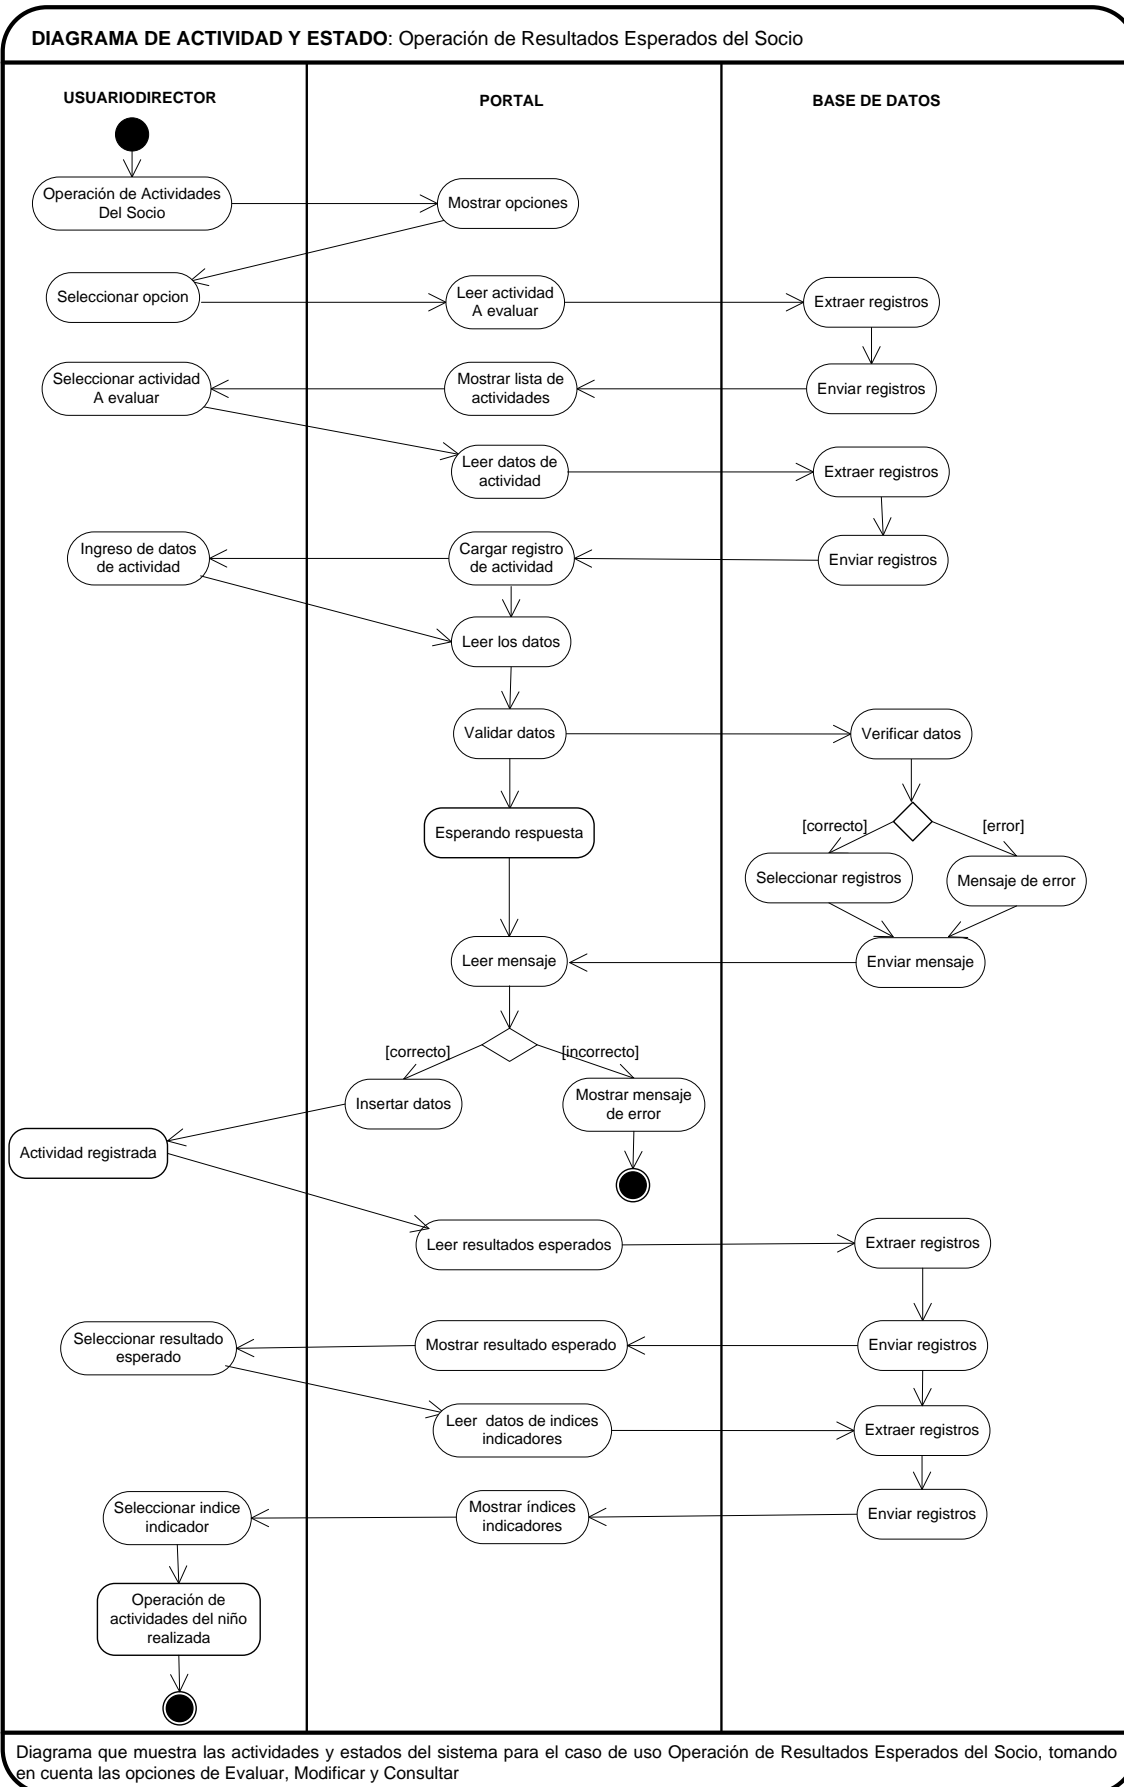 DIAGRAMA DE ACTIVIDAD Y ESTADO: Operación de Resultados Esperados del Socio
USUARIODIRECTOR
PORTAL
BASE DE DATOS
Operación de Actividades
Del Socio
Mostrar opciones
Seleccionar opcion
Leer actividad
A evaluar
Extraer registros
Seleccionar actividad
A evaluar
Mostrar lista de
actividades
Enviar registros
Leer datos de
actividad
Extraer registros
Ingreso de datos
de actividad
Cargar registro
de actividad
Enviar registros
Leer los datos
Validar datos
Verificar datos
Esperando respuesta
[correcto]
[error]
Seleccionar registros
Mensaje de error
Leer mensaje
Enviar mensaje
[correcto]
[incorrecto]
Insertar datos
Mostrar mensaje
de error
Actividad registrada
Leer resultados esperados
Extraer registros
Seleccionar resultado
esperado
Mostrar resultado esperado
Enviar registros
Leer datos de indices
indicadores
Extraer registros
Seleccionar indice
indicador
Mostrar índices
indicadores
Enviar registros
Operación de
actividades del niño
realizada
Diagrama que muestra las actividades y estados del sistema para el caso de uso Operación de Resultados Esperados del Socio, tomando
en cuenta las opciones de Evaluar, Modificar y Consultar